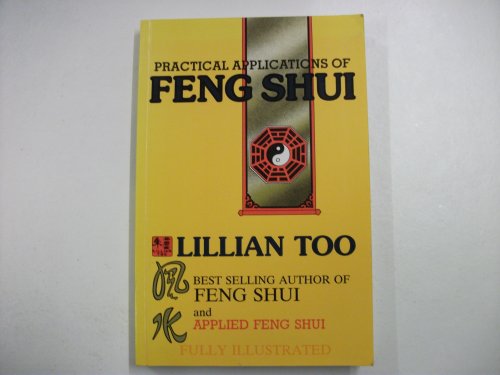 PRACTICAL APPLICATIONS OF
FENG SHUI
LILLIAN TOO
風
水
BEST SELLING AUTHOR OF
FENG SHUI
and
APPLIED FENG SHUI
FULLY ILLUSTRATED